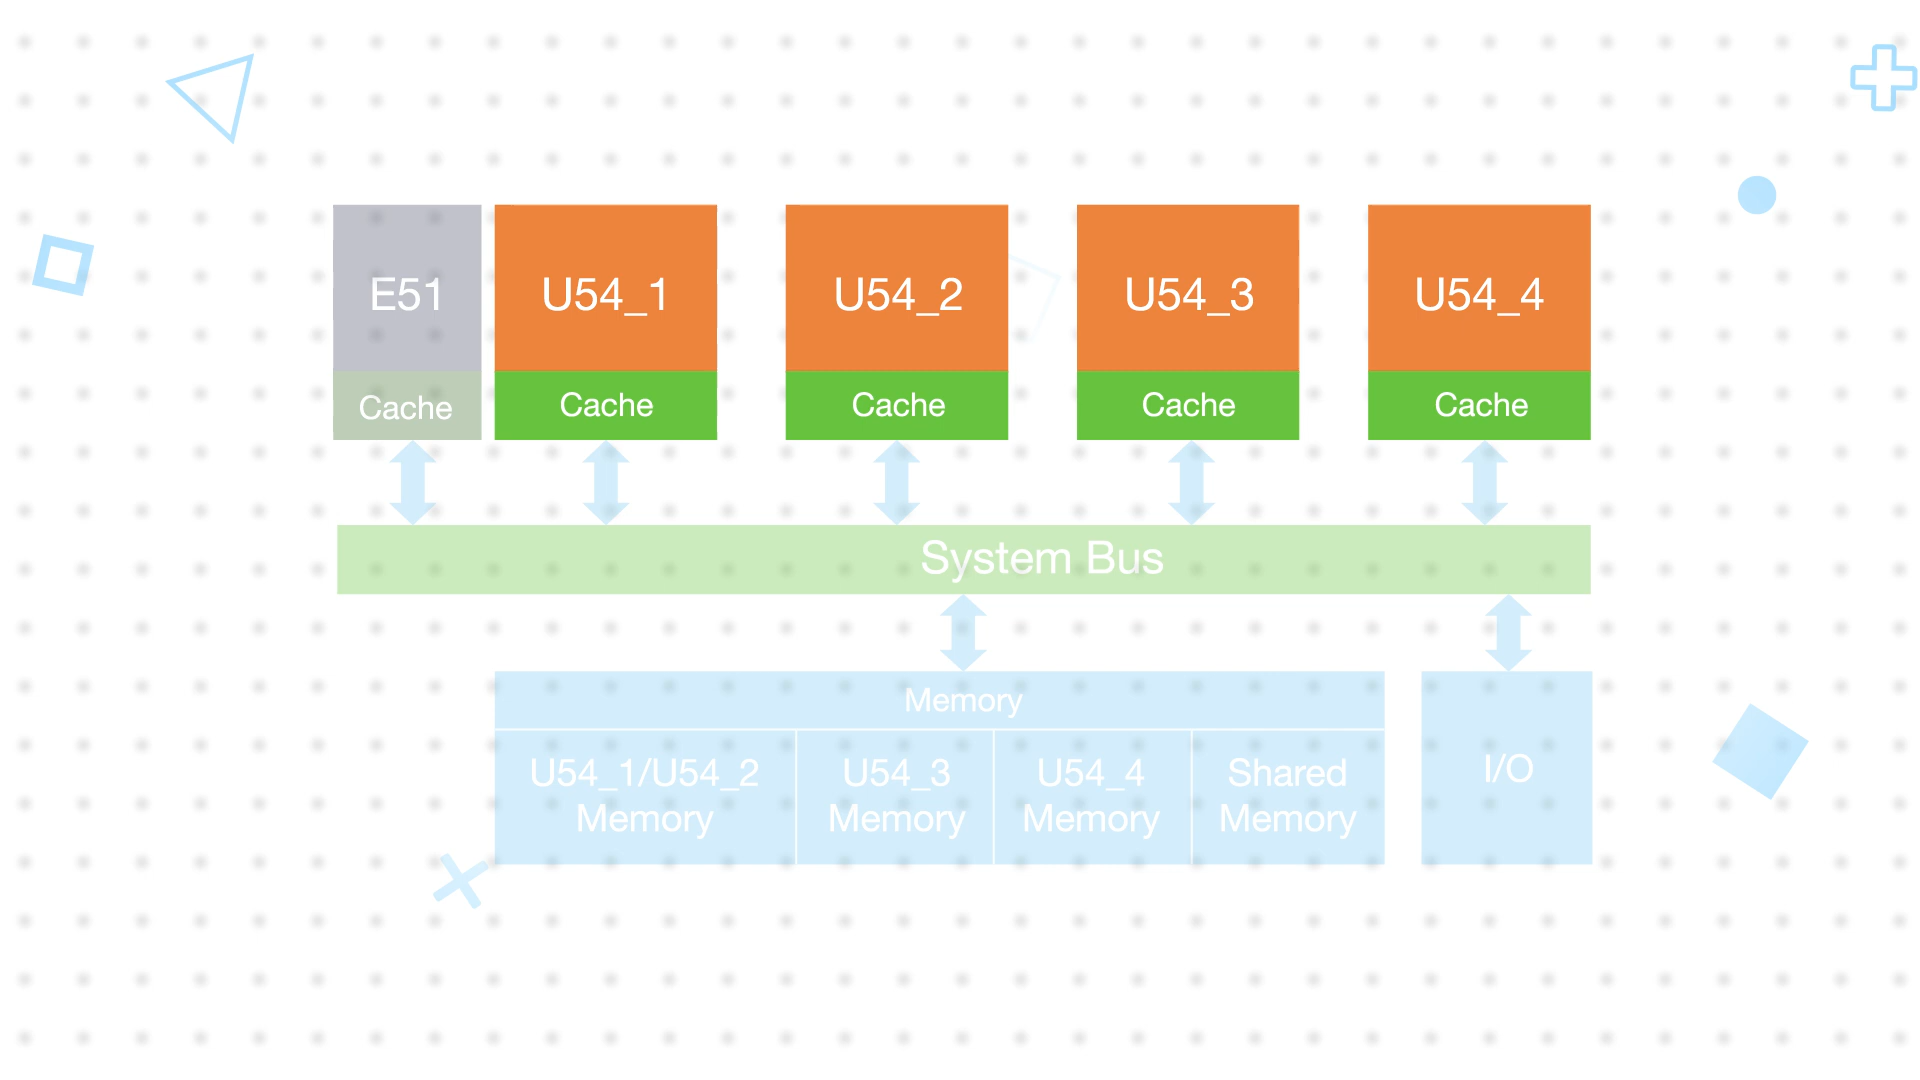 E51
U54_1
U54_2
U54_3
U54_4
Cache
Cache
Cache
Cache
Cache
System Bus
Memory
U54_1/U54_2
Memory
U54_3
Memory
U54_4
Memory
Shared
Memory
I/O